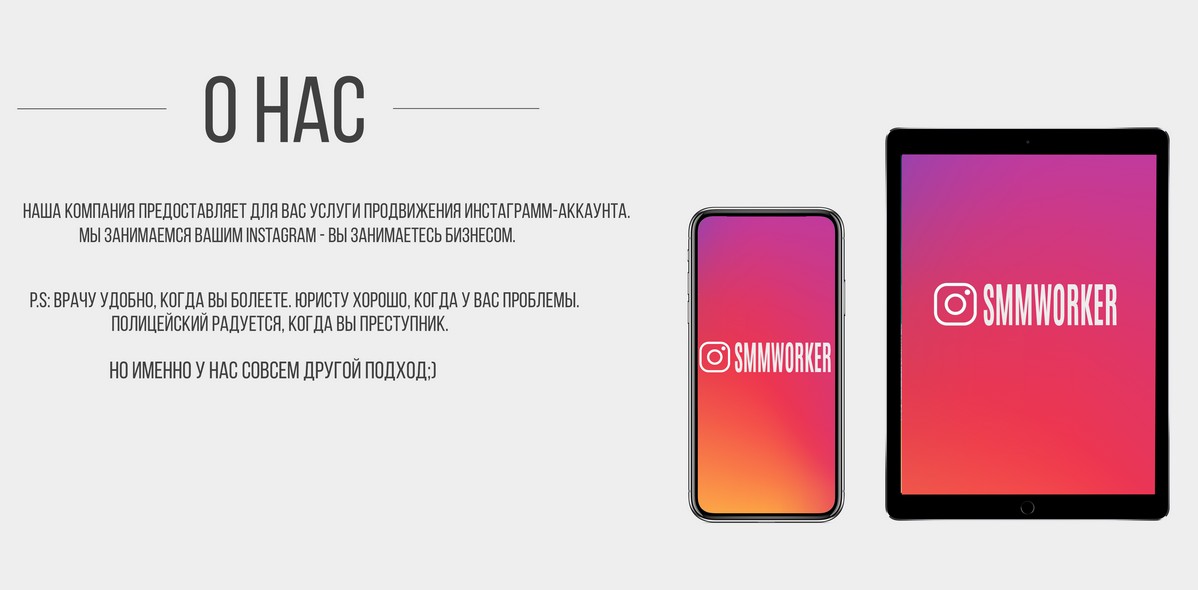 О НАС
НАША КОМПАНИЯ ПРЕДОСТАВЛЯЕТ ДЛЯ ВАС УСЛУГИ ПРОДВИЖЕНИЯ ИНСТАГРАММ-АККАУНТА.
МЫ ЗАНИМАЕМСЯ ВАШИМ INSTAGRAM - ВЫ ЗАНИМАЕТЕСЬ БИЗНЕСОМ.
P.S: ВРАЧУ УДОБНО, КОГДА ВЫ БОЛЕЕТЕ. ЮРИСТУ ХОРОШО, КОГДА У ВАС ПРОБЛЕМЫ.
ПОЛИЦЕЙСКИЙ РАДУЕТСЯ, КОГДА ВЫ ПРЕСТУПНИК.
НО ИМЕННО У НАС СОВСЕМ ДРУГОЙ ПОДХОД;)
SMMWORKER
SMMWORKER